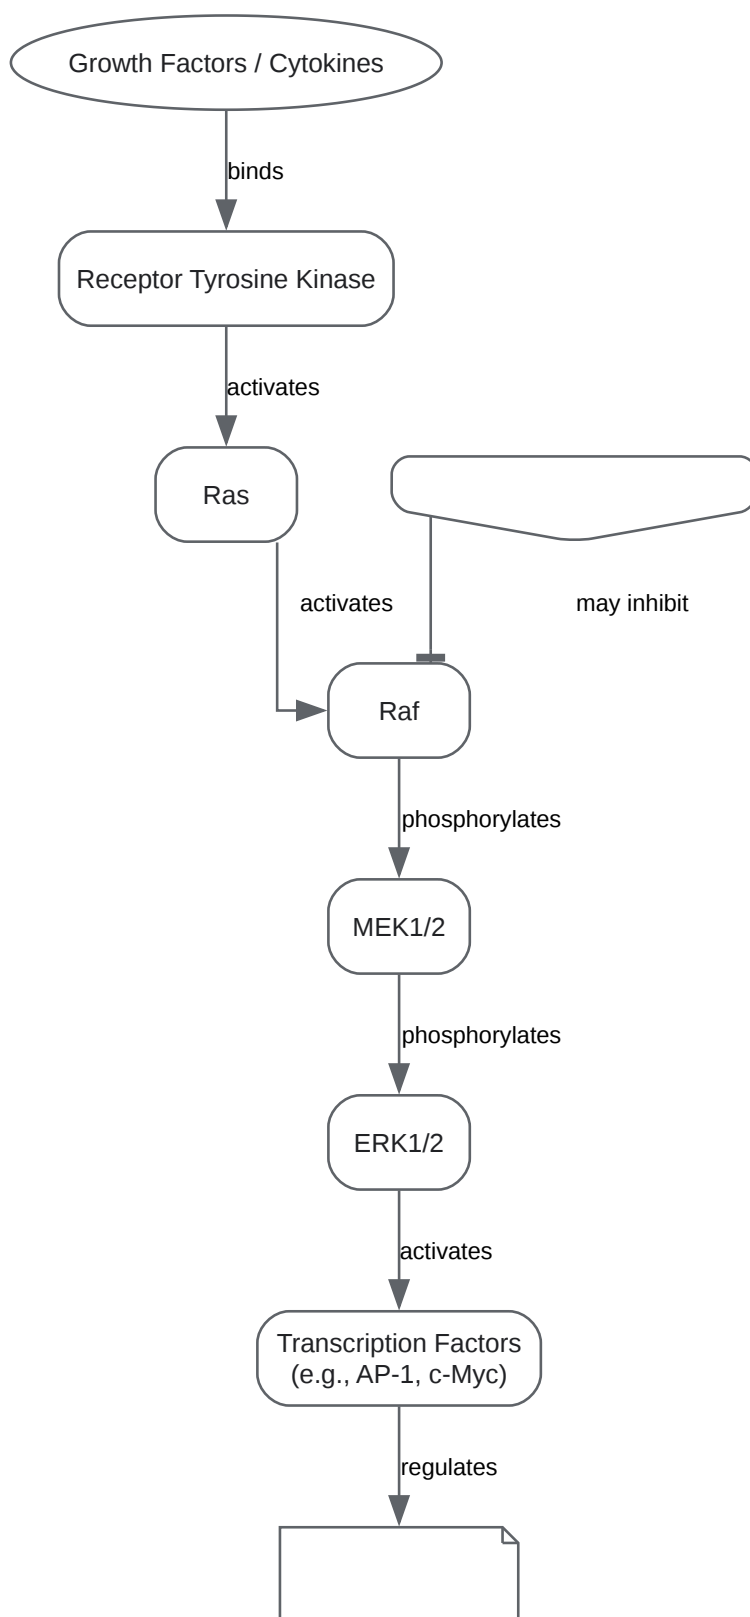 Growth Factors / Cytokines
binds
Receptor Tyrosine Kinase
activates
Ras
activates
may inhibit
Raf
phosphorylates
MEK1/2
phosphorylates
ERK1/2
activates
Transcription Factors
(e.g., AP-1, c-Myc)
regulates